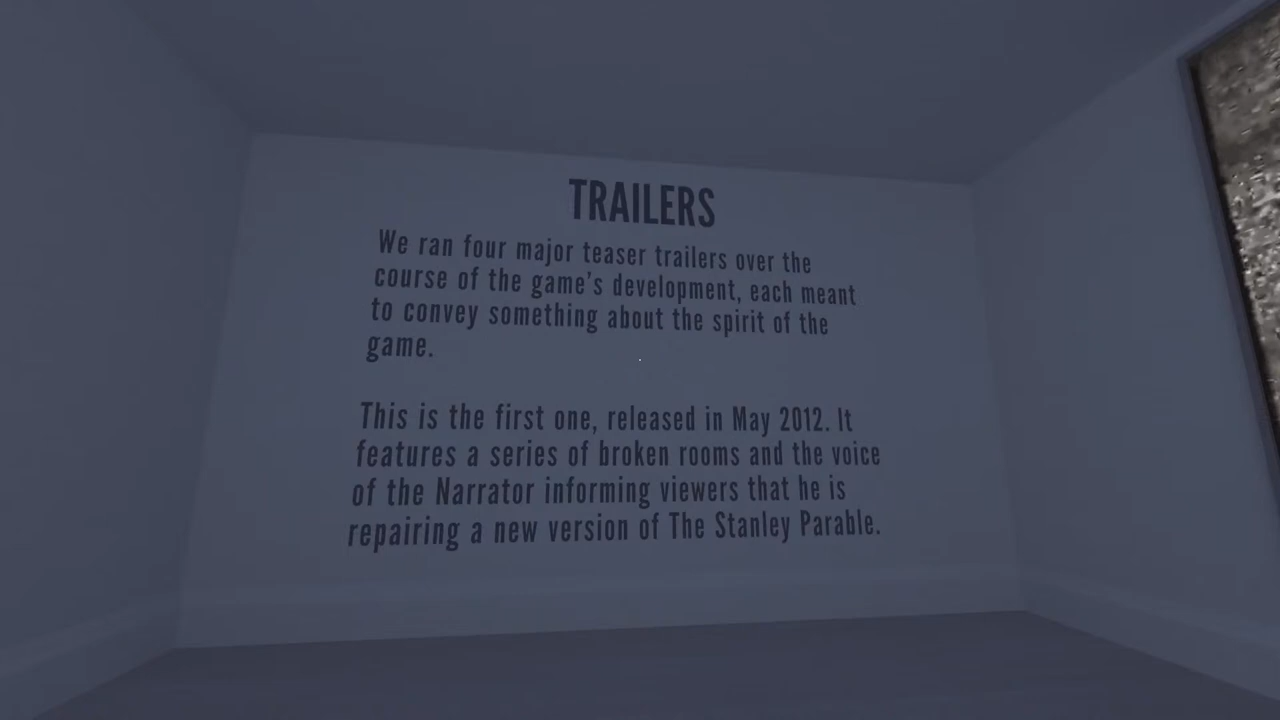 TRAILERS
We ran four major teaser trailers over the
course of the game's development, each meant
to convey something about the spirit of the
game.
This is the first one, released in May 2012. It
features a series of broken rooms and the voice
of the Narrator informing viewers that he is
repairing a new version of The Stanley Parable.